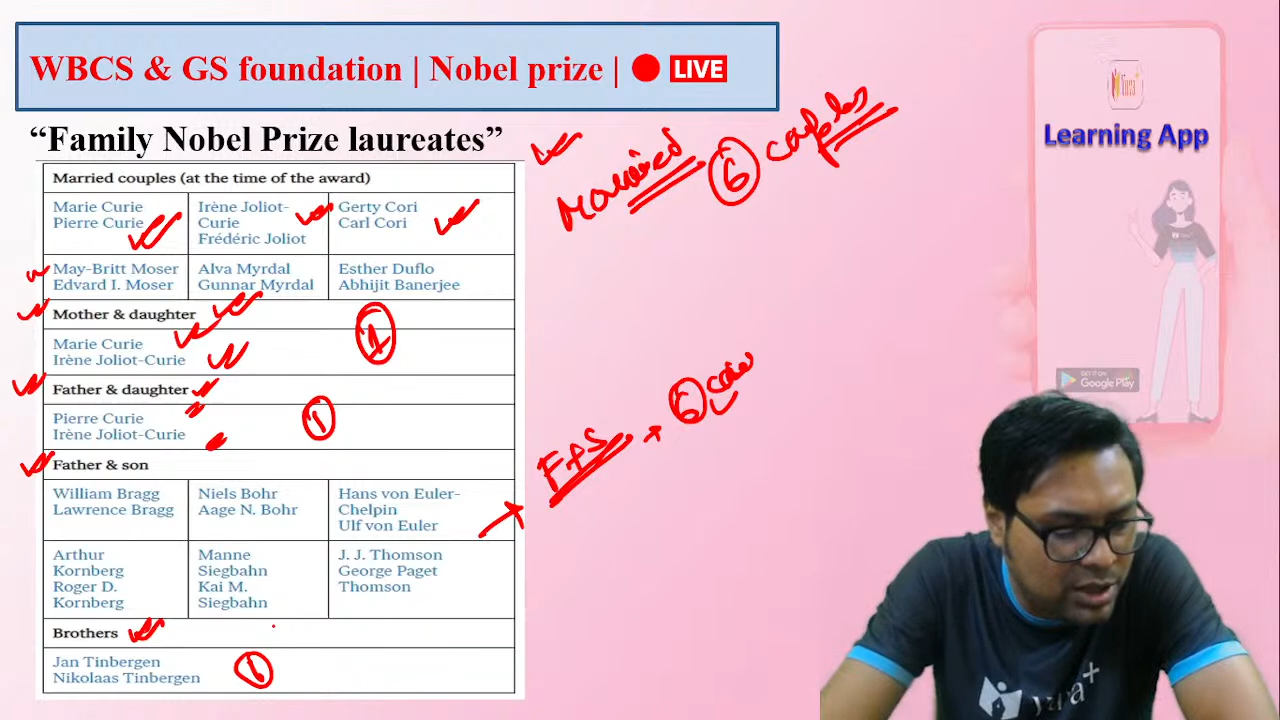 WBCS & GS foundation | Nobel prize | LIVE
“Family Nobel Prize laureates”
Married 6 couples
Married couples (at the time of the award)
Marie Curie
Pierre Curie
Irène Joliot-
Curie
Frédéric Joliot
Gerty Cori
Carl Cori
May-Britt Moser
Edvard I. Moser
Alva Myrdal
Gunnar Myrdal
Esther Duflo
Abhijit Banerjee
Mother & daughter
Marie Curie
Irène Joliot-Curie
1
Father & daughter
Pierre Curie
Irène Joliot-Curie
1
Father & son
F+S
6
William Bragg
Lawrence Bragg
Niels Bohr
Aage N. Bohr
Hans von Euler-
Chelpin
Ulf von Euler
Arthur
Kornberg
Roger D.
Kornberg
Manne
Siegbahn
Kai M.
Siegbahn
J. J. Thomson
George Paget
Thomson
Brothers
Jan Tinbergen
Nikolaas Tinbergen
Learning App
GET IT ON
Google Play